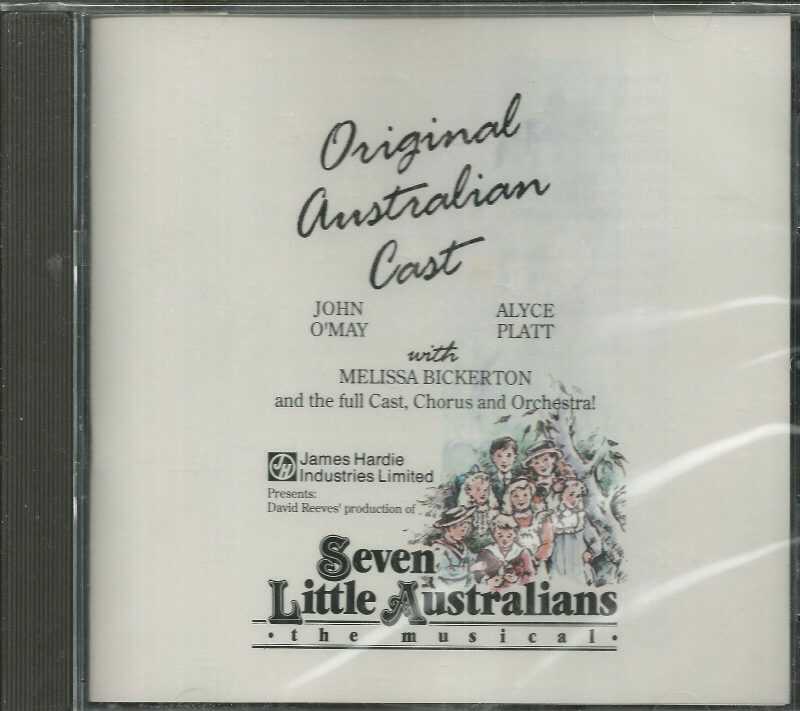 Original
Australian
Cast
JOHN
O'MAY
ALYCE
PLATT
with
MELISSA BICKERTON
and the full Cast, Chorus and Orchestra!
JH
James Hardie
Industries Limited
Presents:
David Reeves' production of . . .
Seven
Little Australians
• the musical •